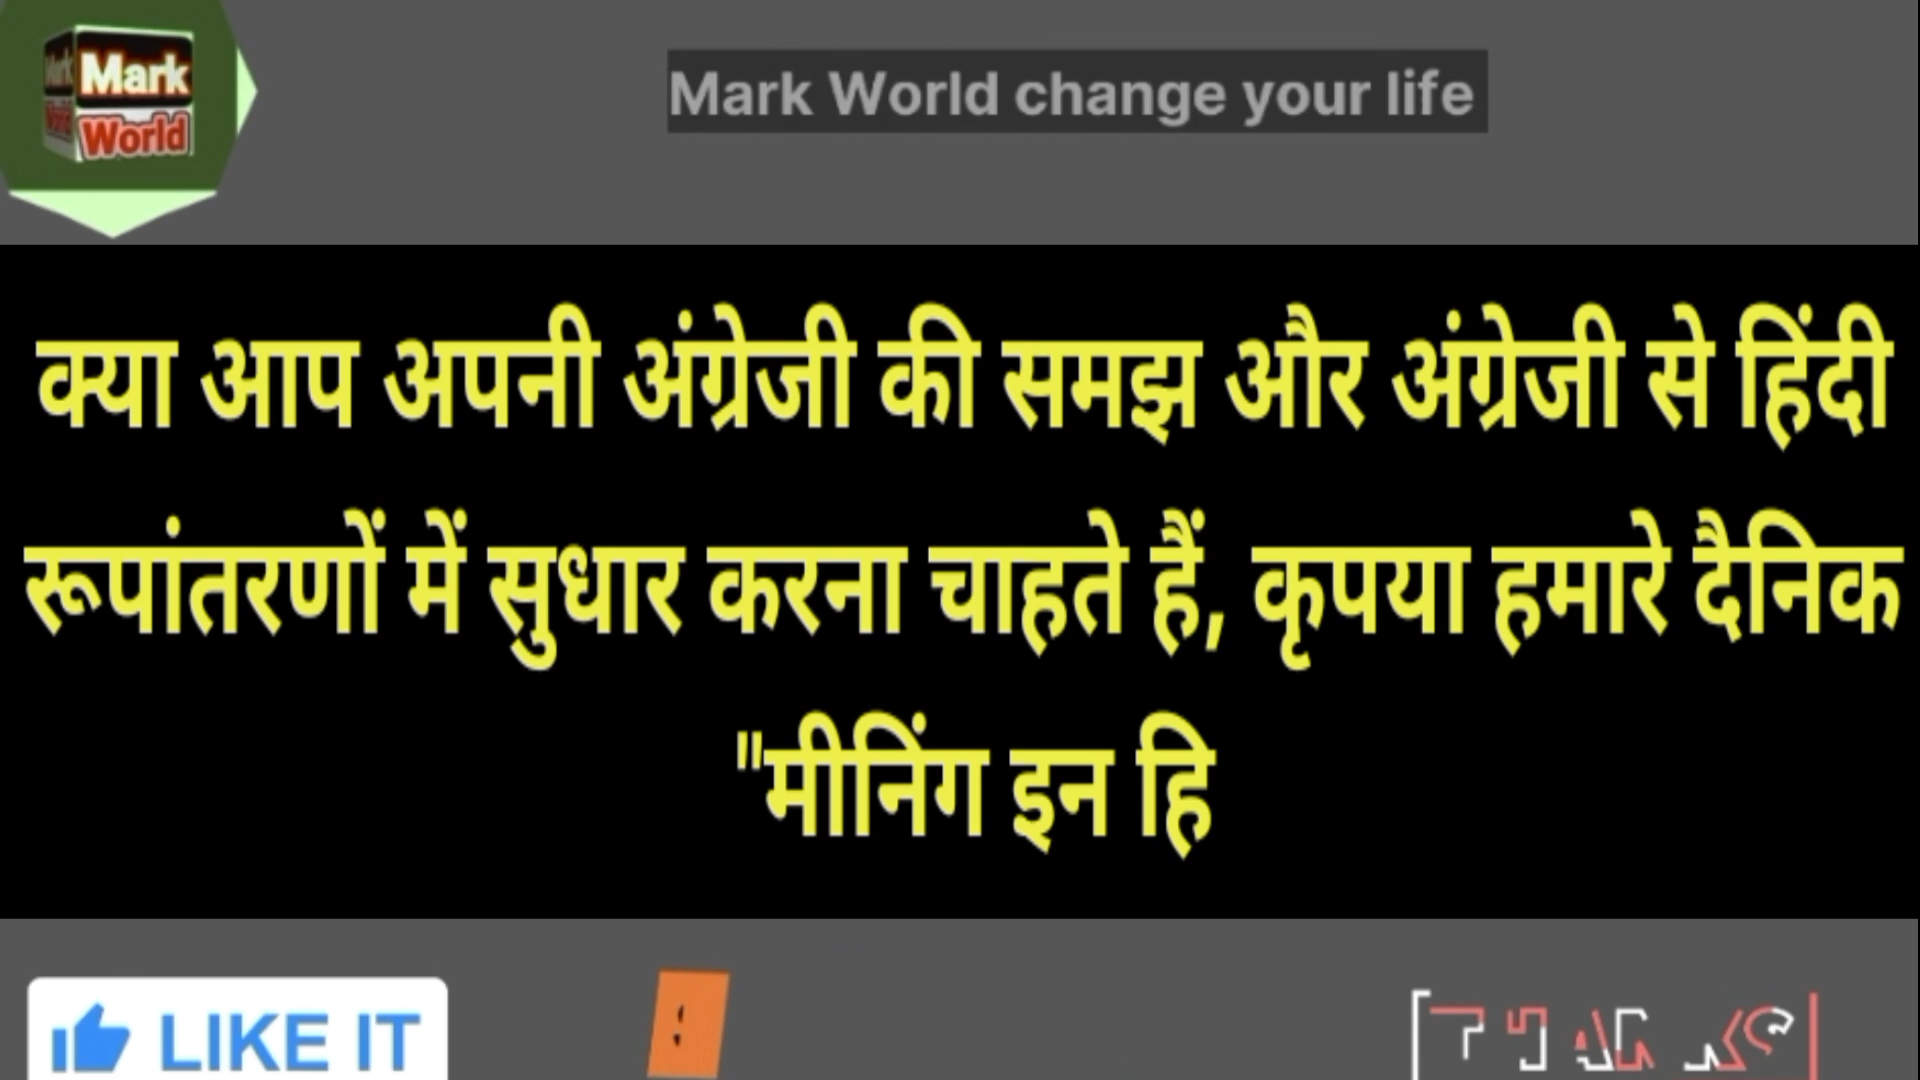 Mark
World
Mark World change your life
क्या आप अपनी अंग्रेजी की समझ और अंग्रेजी से हिंदी
रूपांतरणों में सुधार करना चाहते हैं, कृपया हमारे दैनिक
"मीनिंग इन हि
LIKE IT